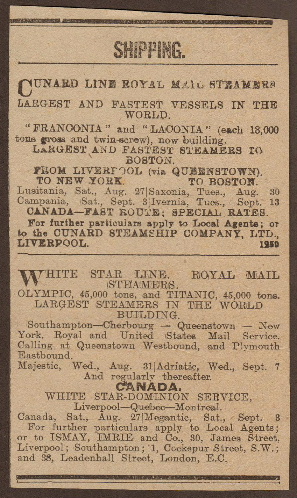 SHIPPING.
CUNARD LINE ROYAL MAIL STEAMERS
LARGEST AND FASTEST VESSELS IN THE
WORLD.
"FRANCONIA" and "LACONIA" (each 18,000
tons gross and twin-screw), now building.
LARGEST AND FASTEST STEAMERS TO
BOSTON.
FROM LIVERPOOL (via QUEENSTOWN).
TO NEW YORK. TO BOSTON.
Lusitania, Sat., Aug. 27|Saxonia, Tues., Aug. 30
Campania, Sat., Sept. 3|Ivernia, Tues., Sept. 13
CANADA—FAST ROUTE; SPECIAL RATES.
For further particulars apply to Local Agents; or
to the CUNARD STEAMSHIP COMPANY, LTD.,
LIVERPOOL. 1259
WHITE STAR LINE. ROYAL MAIL
STEAMERS.
OLYMPIC, 45,000 tons, and TITANIC, 45,000 tons.
LARGEST STEAMERS IN THE WORLD
BUILDING.
Southampton—Cherbourg — Queenstown — New
York, Royal and United States Mail Service.
Calling at Queenstown Westbound, and Plymouth
Eastbound.
Majestic, Wed., Aug. 31|Adriatic, Wed., Sept. 7
And regularly thereafter.
CANADA.
WHITE STAR-DOMINION SERVICE,
Liverpool—Quebec—Montreal.
Canada, Sat., Aug. 27|Megantic, Sat., Sept. 3
For further particulars apply to Local Agents;
or to ISMAY, IMRIE and Co., 30, James Street,
Liverpool; Southampton; 1, Cockspur Street, S.W.;
and 38, Leadenhall Street, London, E.C.